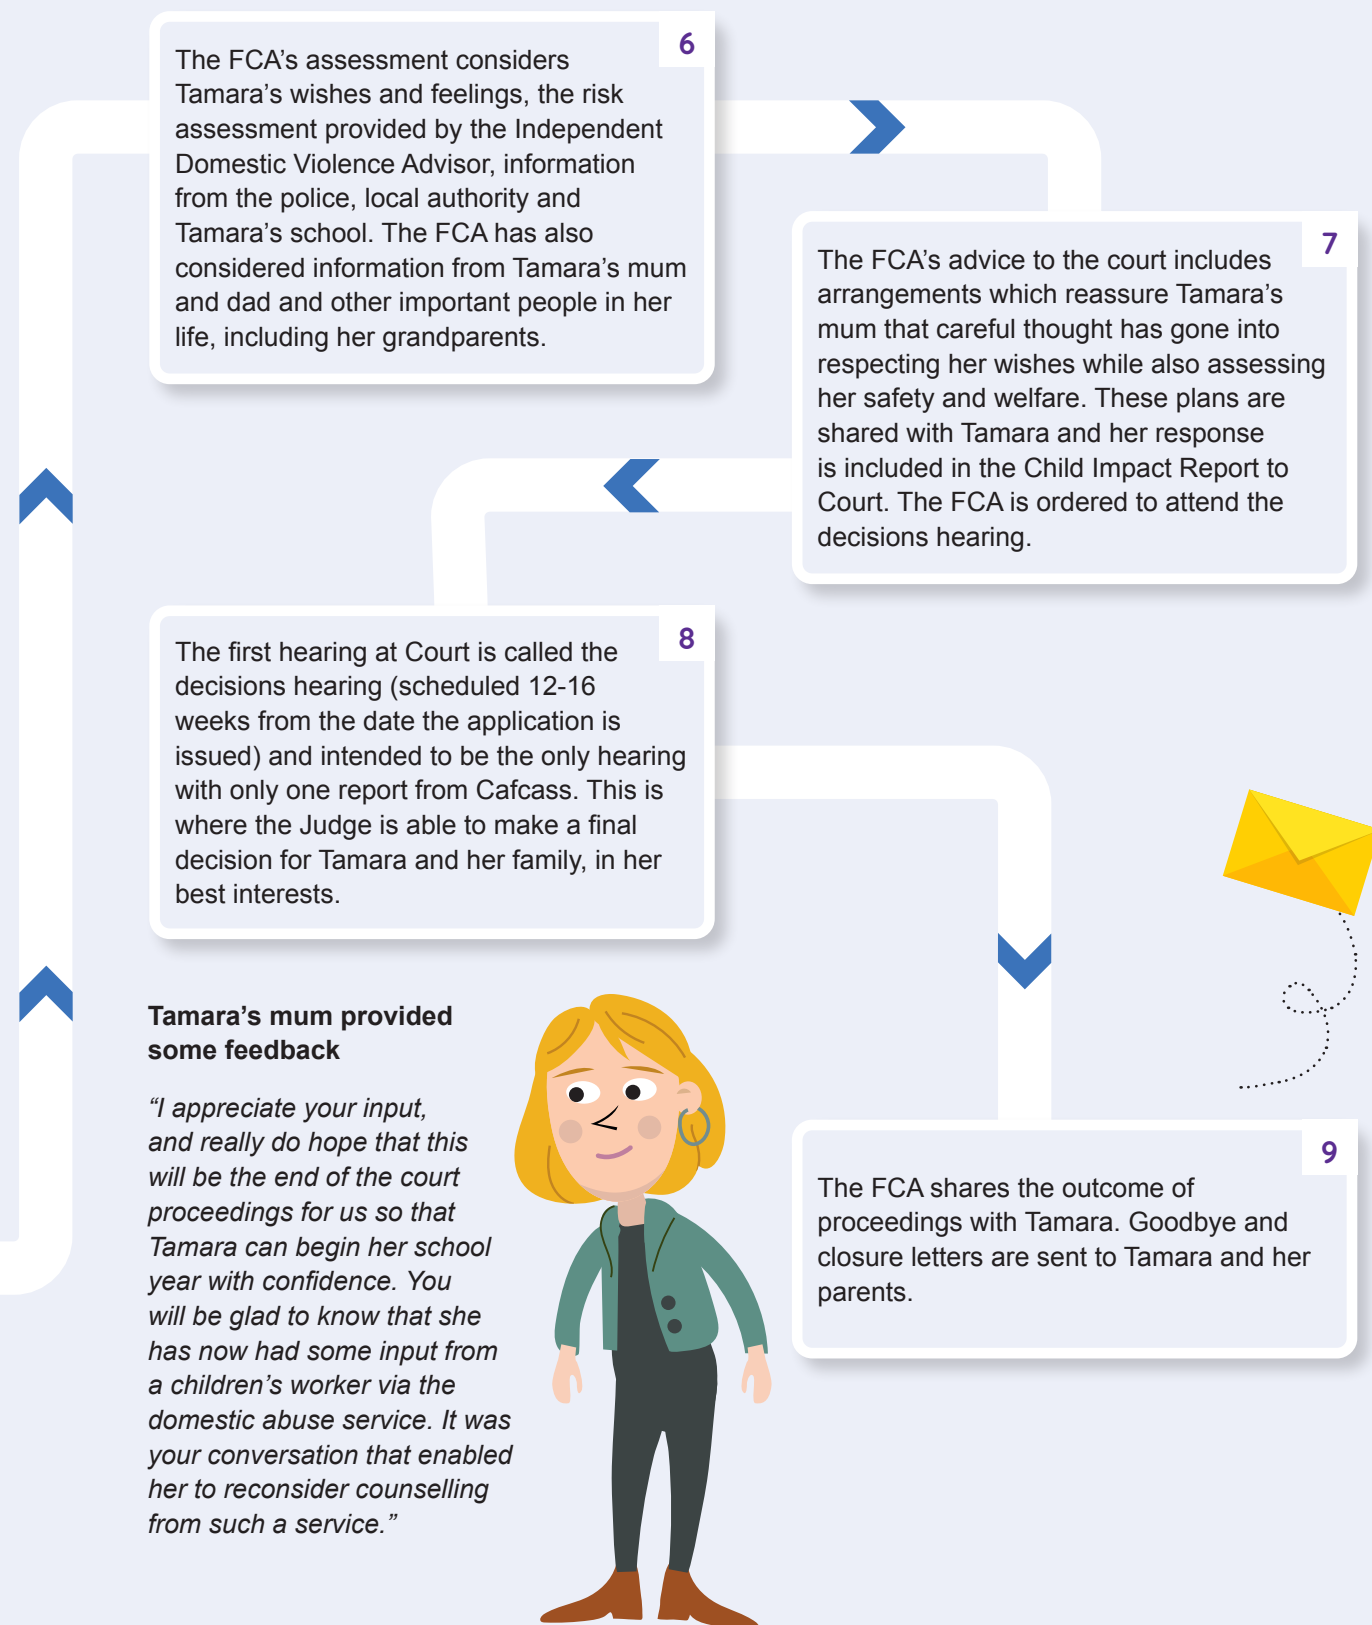 6
The FCA’s assessment considers
Tamara’s wishes and feelings, the risk
assessment provided by the Independent
Domestic Violence Advisor, information
from the police, local authority and
Tamara’s school. The FCA has also
considered information from Tamara’s mum
and dad and other important people in her
life, including her grandparents.
7
The FCA’s advice to the court includes
arrangements which reassure Tamara’s
mum that careful thought has gone into
respecting her wishes while also assessing
her safety and welfare. These plans are
shared with Tamara and her response
is included in the Child Impact Report to
Court. The FCA is ordered to attend the
decisions hearing.
8
The first hearing at Court is called the
decisions hearing (scheduled 12-16
weeks from the date the application is
issued) and intended to be the only hearing
with only one report from Cafcass. This is
where the Judge is able to make a final
decision for Tamara and her family, in her
best interests.
Tamara’s mum provided
some feedback
“I appreciate your input,
and really do hope that this
will be the end of the court
proceedings for us so that
Tamara can begin her school
year with confidence. You
will be glad to know that she
has now had some input from
a children’s worker via the
domestic abuse service. It was
your conversation that enabled
her to reconsider counselling
from such a service.”
9
The FCA shares the outcome of
proceedings with Tamara. Goodbye and
closure letters are sent to Tamara and her
parents.